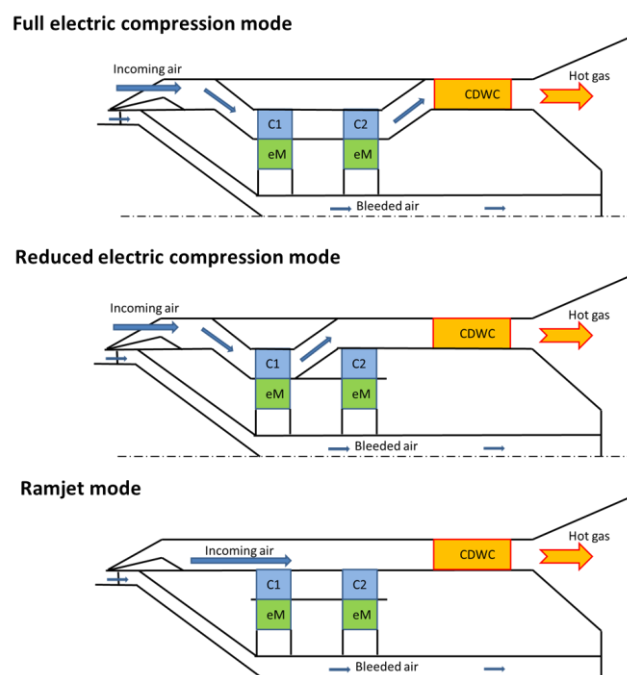 Full electric compression mode
Incoming air
Hot gas
CDWC
C1
C2
eM
eM
Bleeded air
Reduced electric compression mode
Incoming air
Hot gas
CDWC
C1
C2
eM
eM
Bleeded air
Ramjet mode
Hot gas
Incoming air
CDWC
C1
C2
eM
eM
Bleeded air